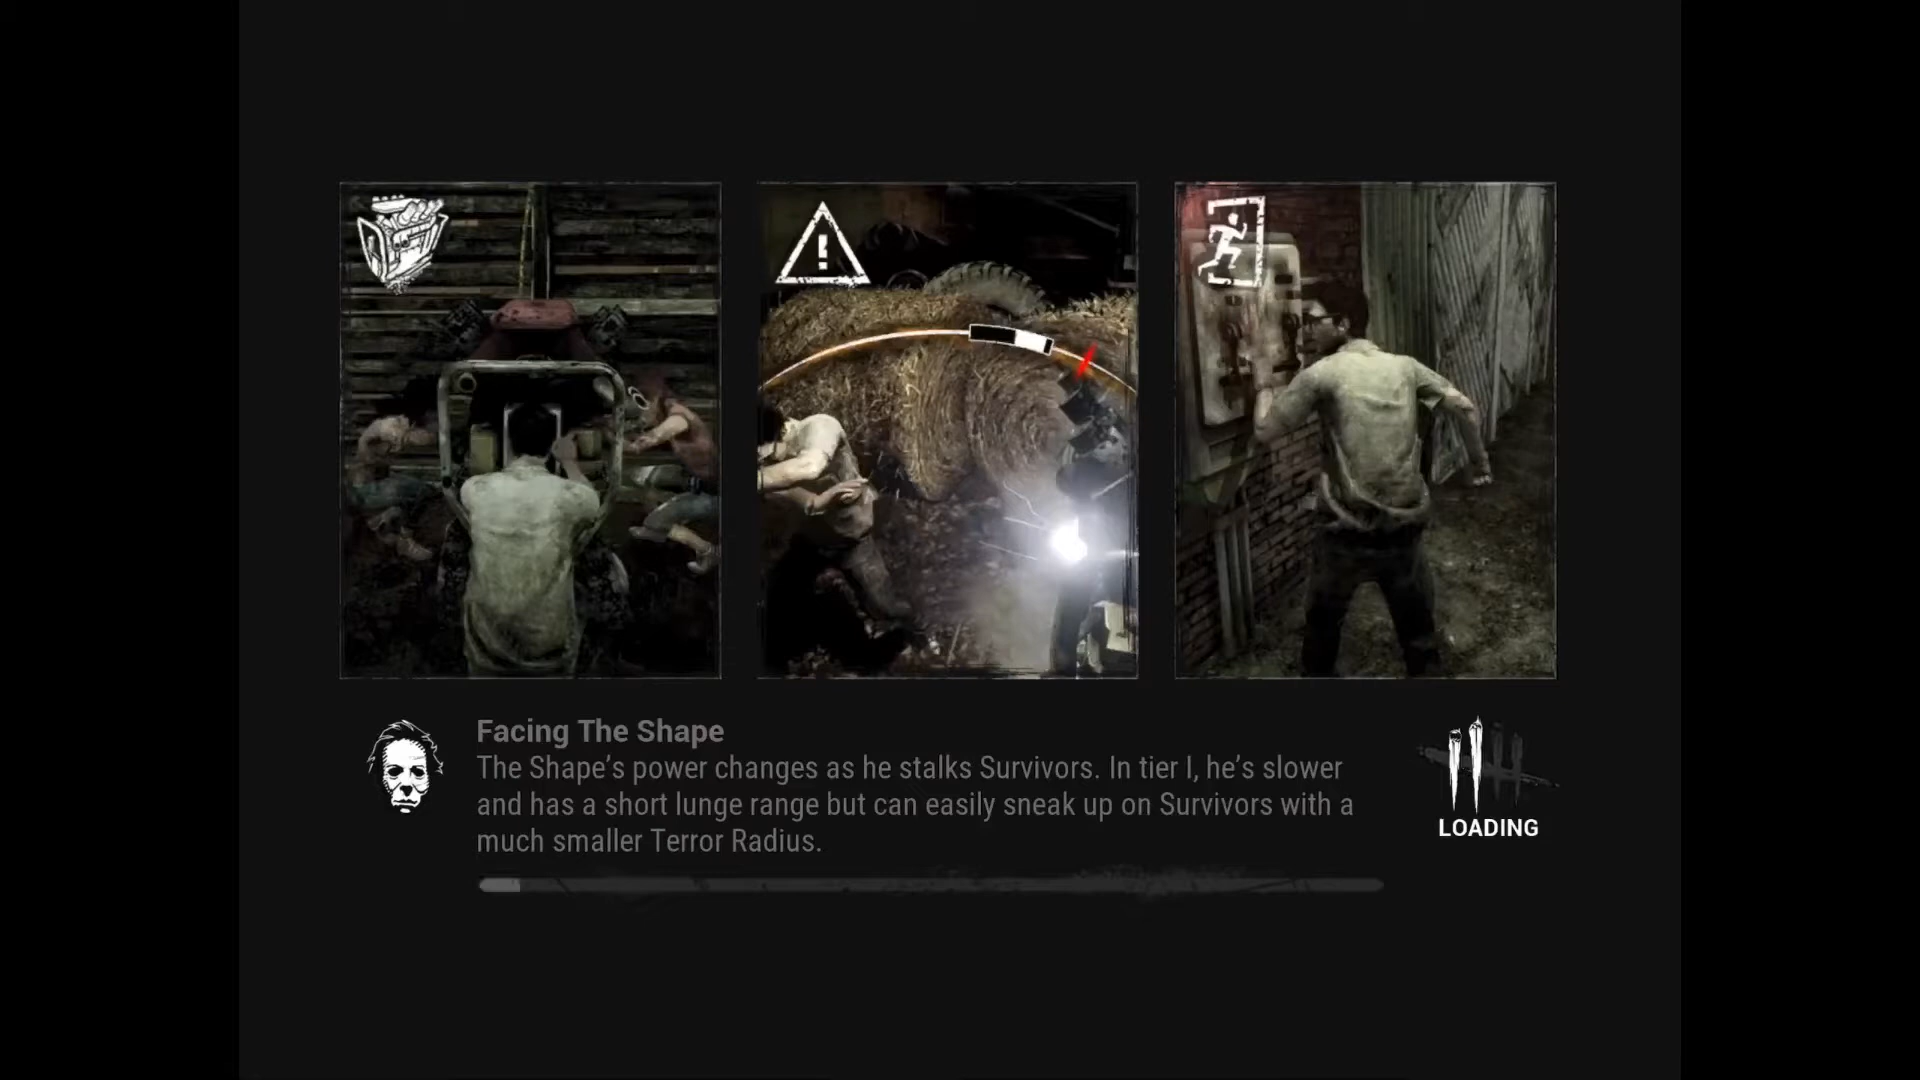 Facing The Shape
The Shape’s power changes as he stalks Survivors. In tier I, he’s slower
and has a short lunge range but can easily sneak up on Survivors with a
much smaller Terror Radius.
LOADING